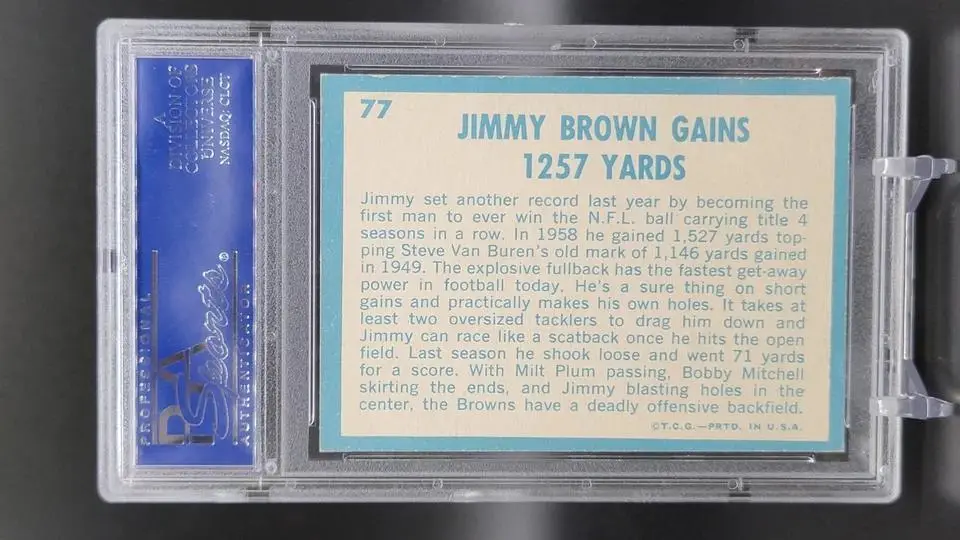 77
JIMMY BROWN GAINS
1257 YARDS
Jimmy set another record last year by becoming the
first man to ever win the N.F.L. ball carrying title 4
seasons in a row. In 1958 he gained 1,527 yards top-
ping Steve Van Buren's old mark of 1,146 yards gained
in 1949. The explosive fullback has the fastest get-away
power in football today. He's a sure thing on short
gains and practically makes his own holes. It takes at
least two oversized tacklers to drag him down and
Jimmy can race like a scatback once he hits the open
field. Last season he shook loose and went 71 yards
for a score. With Milt Plum passing, Bobby Mitchell
skirting the ends, and Jimmy blasting holes in the
center, the Browns have a deadly offensive backfield.
©T.C.G.—PRTD. IN U.S.A.
A
DIVISION OF
COLLECTORS
UNIVERSE
NASDAQ: CLCT
PROFESSIONAL
PSA
Sports®
AUTHENTICATOR